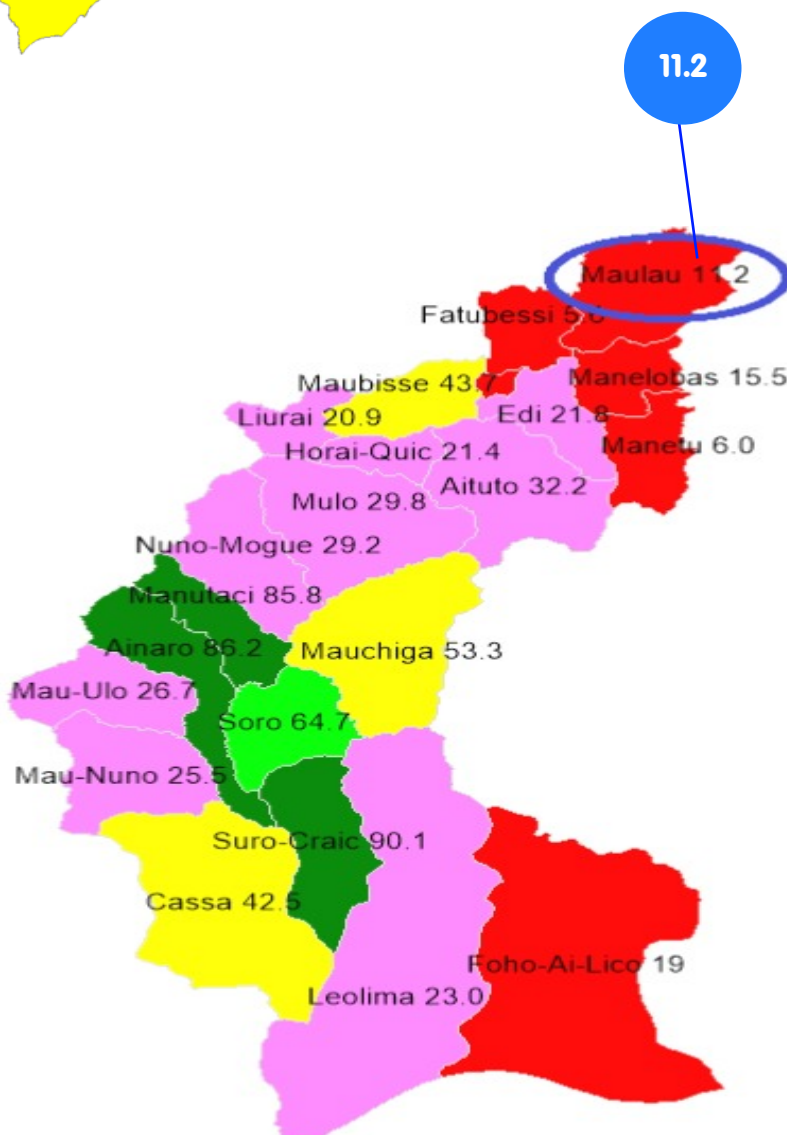 11.2
Maulau 11.2
Fatubessi 5.6
Maubisse 43.7
Manelobas 15.5
Liurai 20.9
Edi 21.8
Horai-Quic 21.4
Manetu 6.0
Aituto 32.2
Mulo 29.8
Nuno-Mogue 29.2
Manutaci 85.8
Ainaro 86.2
Mauchiga 53.3
Mau-Ulo 26.7
Soro 64.7
Mau-Nuno 25.5
Suro-Craic 90.1
Cassa 42.5
Foho-Ai-Lico 19
Leolima 23.0